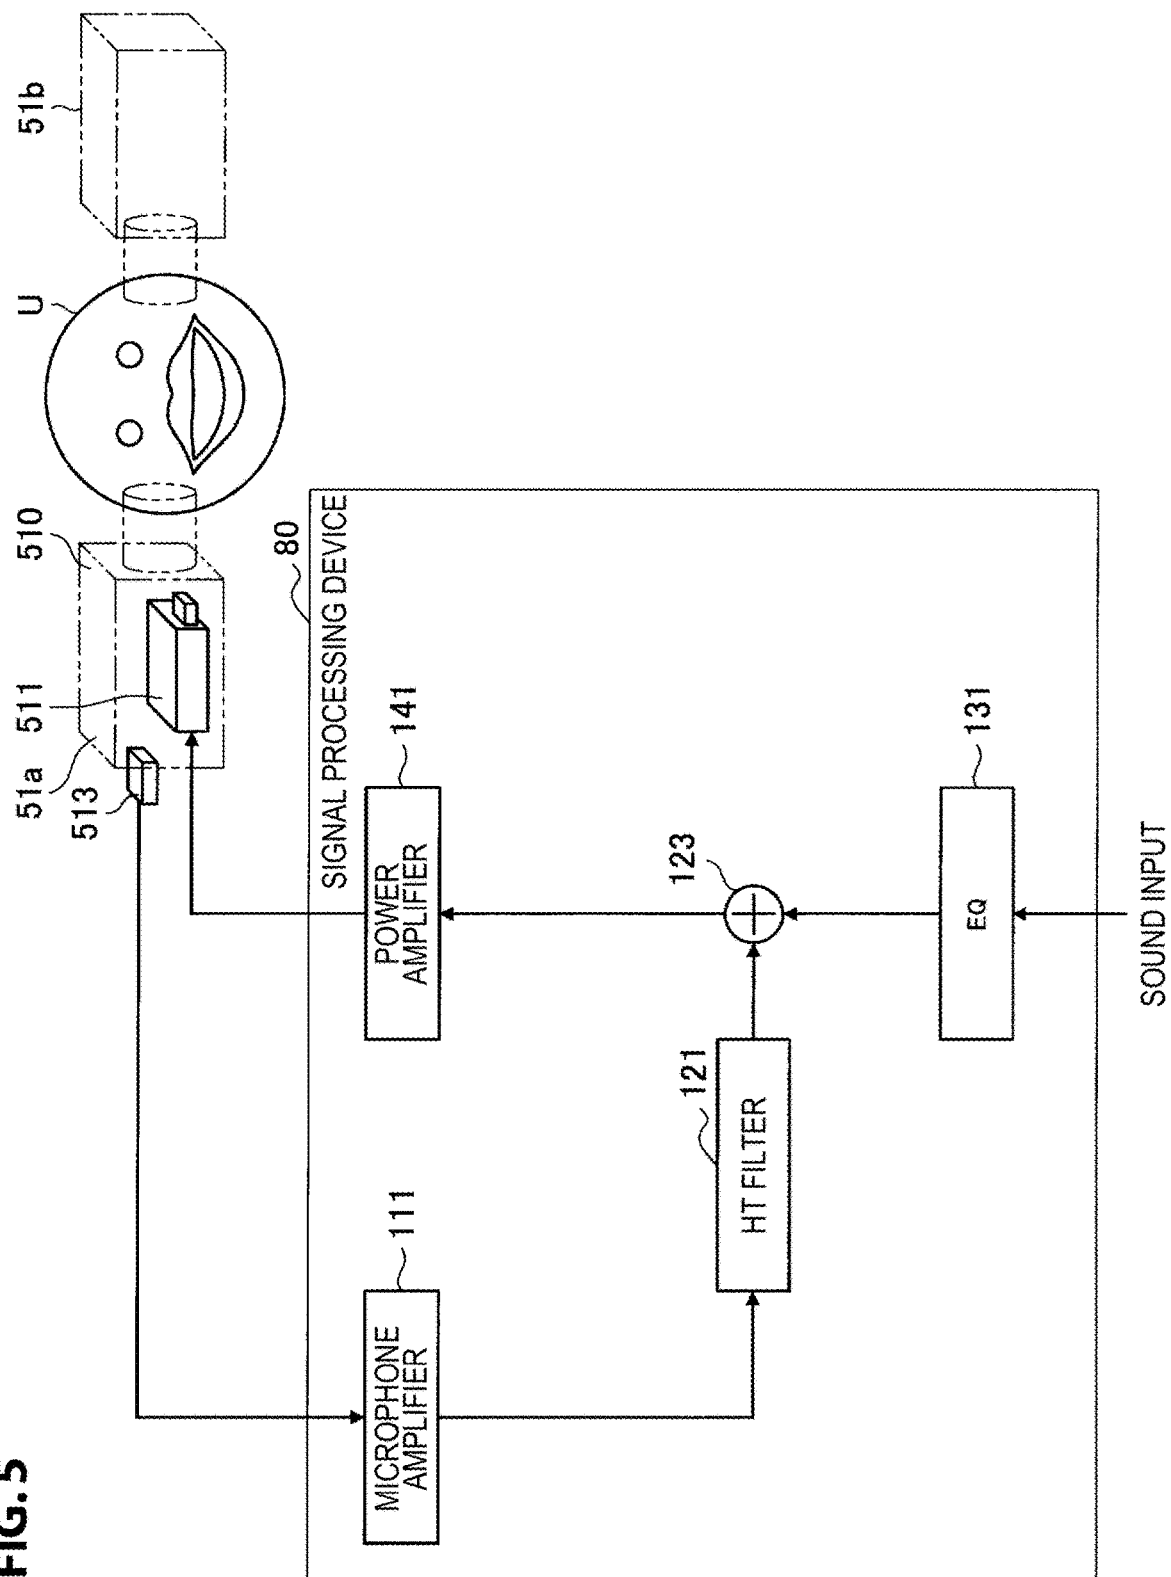 FIG. 5
51a
510
U
51b
513
511
80
SIGNAL PROCESSING DEVICE
111
MICROPHONE
AMPLIFIER
141
POWER
AMPLIFIER
121
HT FILTER
123
131
EQ
SOUND INPUT